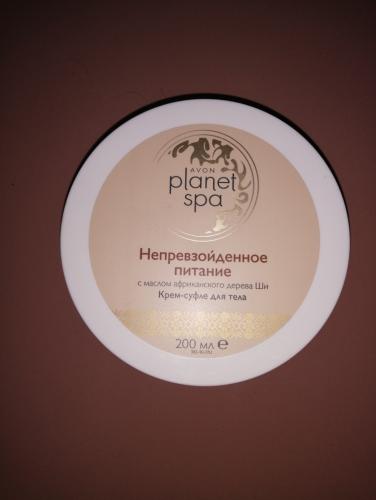 AVON
planet
spa
Непревзойденное
питание
с маслом африканского дерева Ши
Крем-суфле для тела
200 мл e